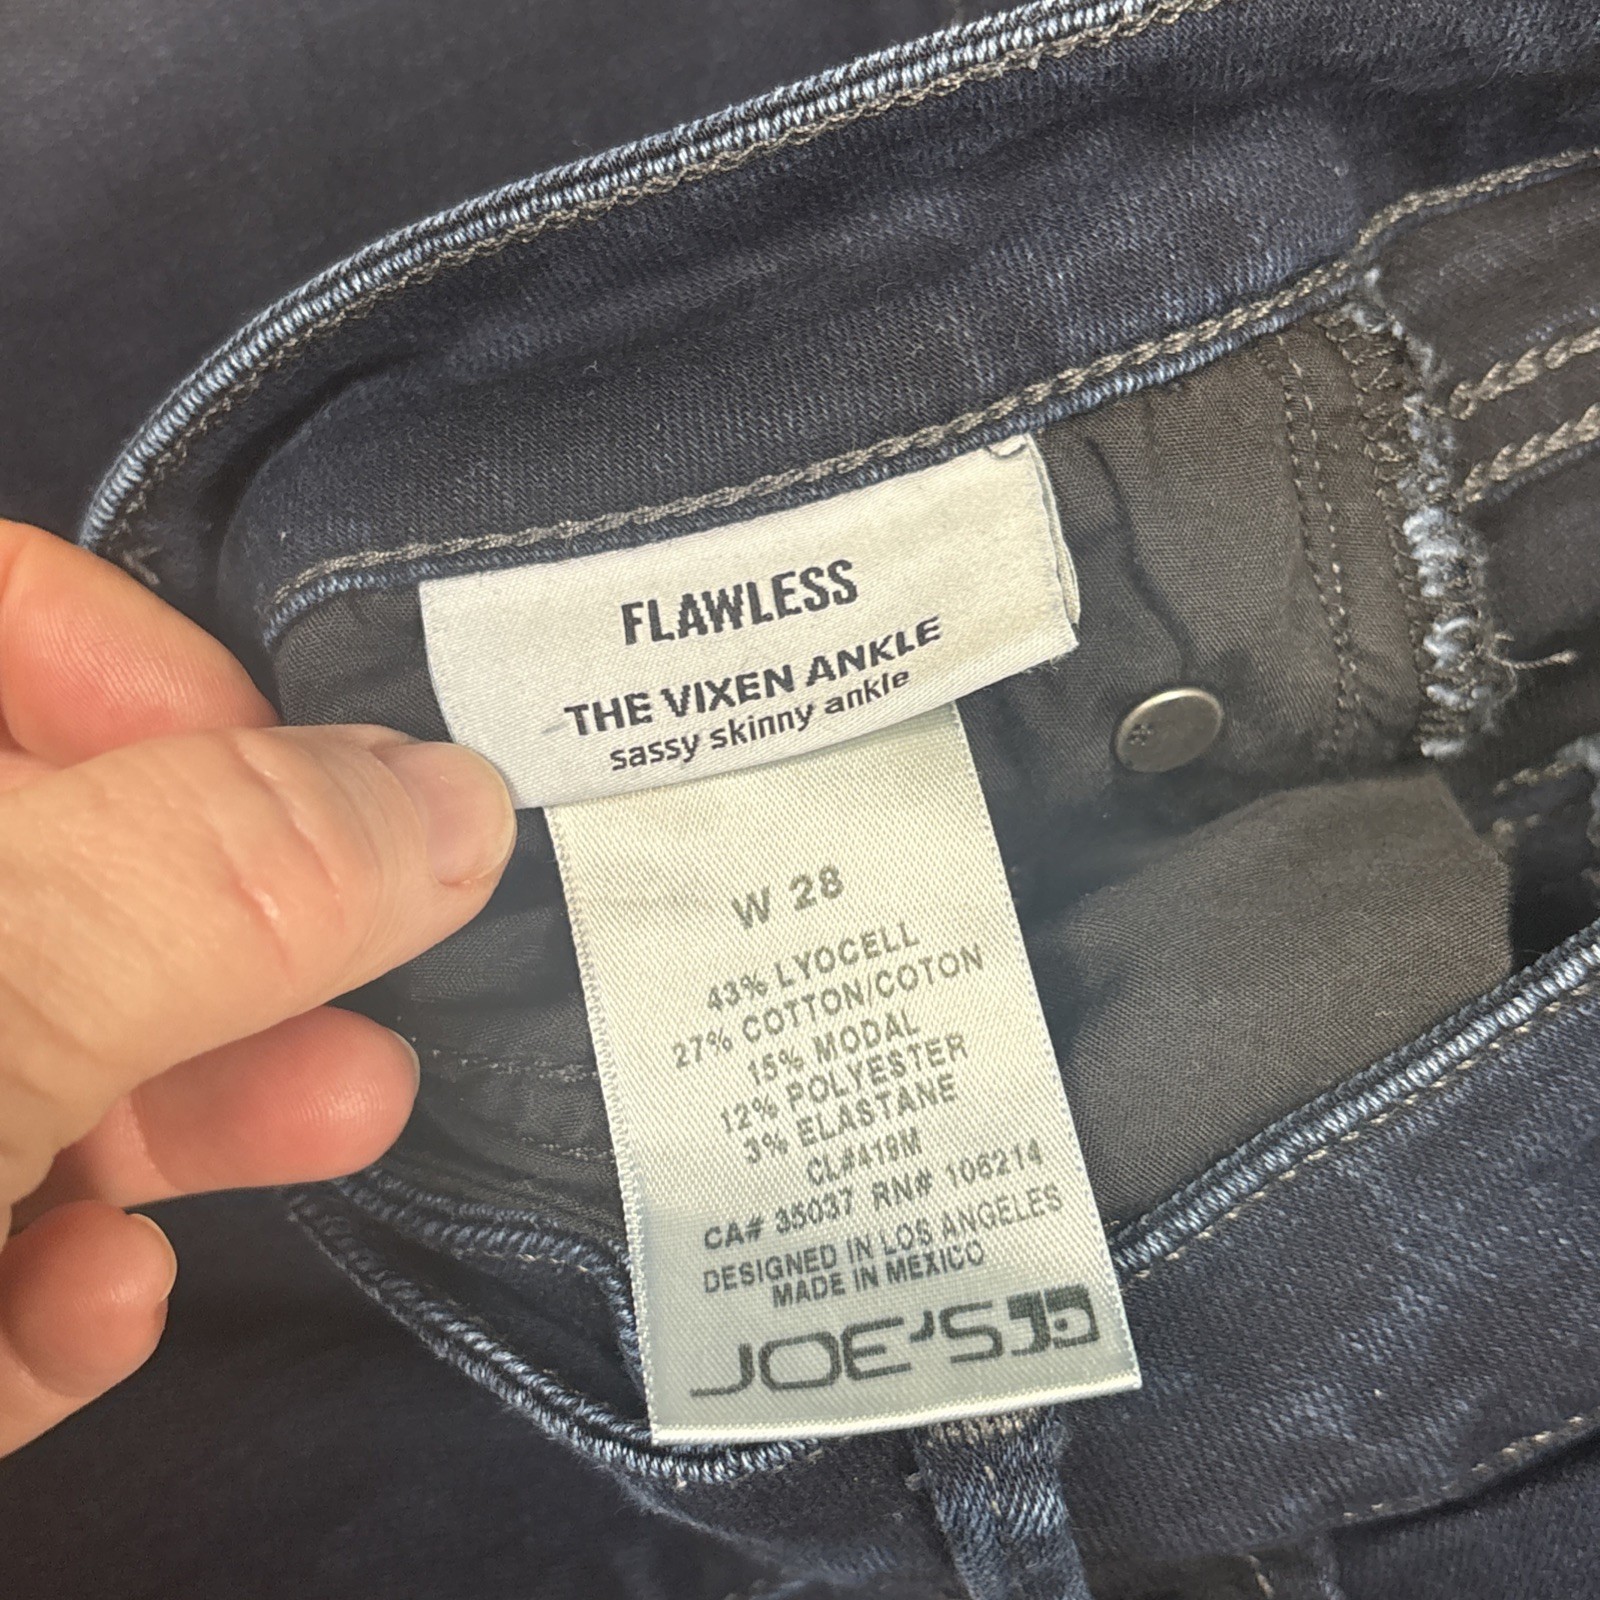 FLAWLESS
THE VIXEN ANKLE
sassy skinny ankle
W 28
43% LYOCELL
27% COTTON/COTON
15% MODAL
12% POLYESTER
3% ELASTANE
CL#419M
CA# 35037 RN# 106214
DESIGNED IN LOS ANGELES
MADE IN MEXICO
JOE'S